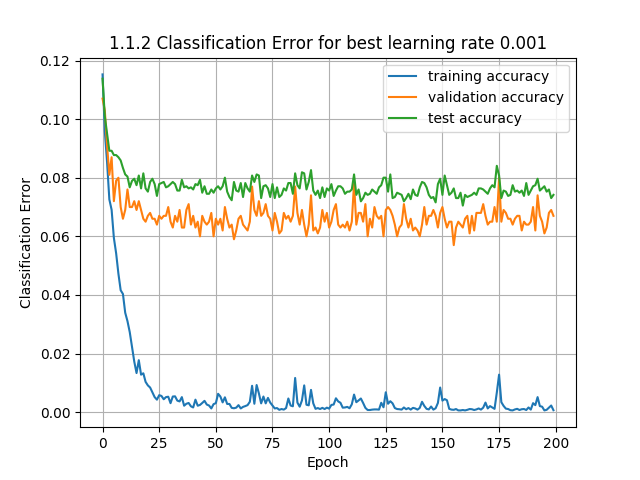 1.1.2 Classification Error for best learning rate 0.001
training accuracy
validation accuracy
test accuracy
Classification Error
0.12
0.10
0.08
0.06
0.04
0.02
0.00
0 25 50 75 100 125 150 175 200
Epoch